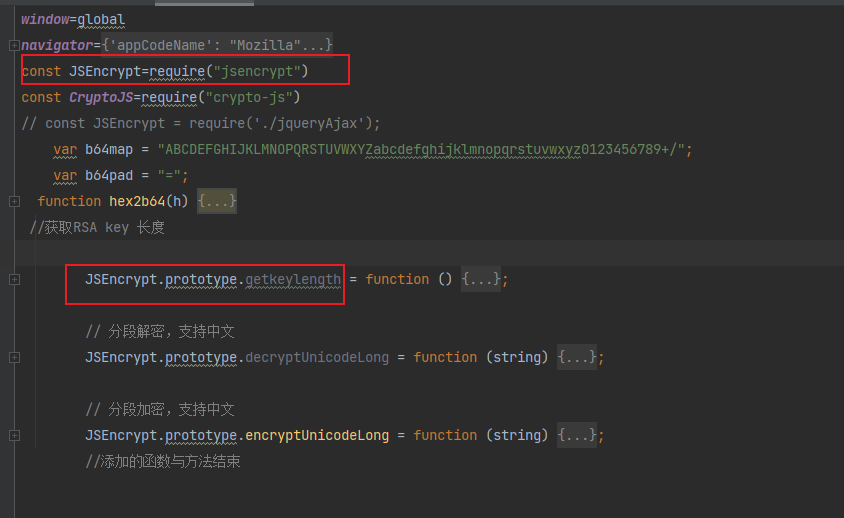 window=global
navigator={'appCodeName': "Mozilla"...}
const JSEncrypt=require("jsencrypt")
const CryptoJS=require("crypto-js")
// const JSEncrypt = require('./jqueryAjax');
var b64map = "ABCDEFGHIJKLMNOPQRSTUVWXYZabcdefghijklmnopqrstuvwxyz0123456789+/";
var b64pad = "=";
function hex2b64(h) {...}
//获取RSA key 长度
JSEncrypt.prototype.getkeylength = function () {...};
// 分段解密，支持中文
JSEncrypt.prototype.decryptUnicodeLong = function (string) {...};
// 分段加密，支持中文
JSEncrypt.prototype.encryptUnicodeLong = function (string) {...};
//添加的函数与方法结束